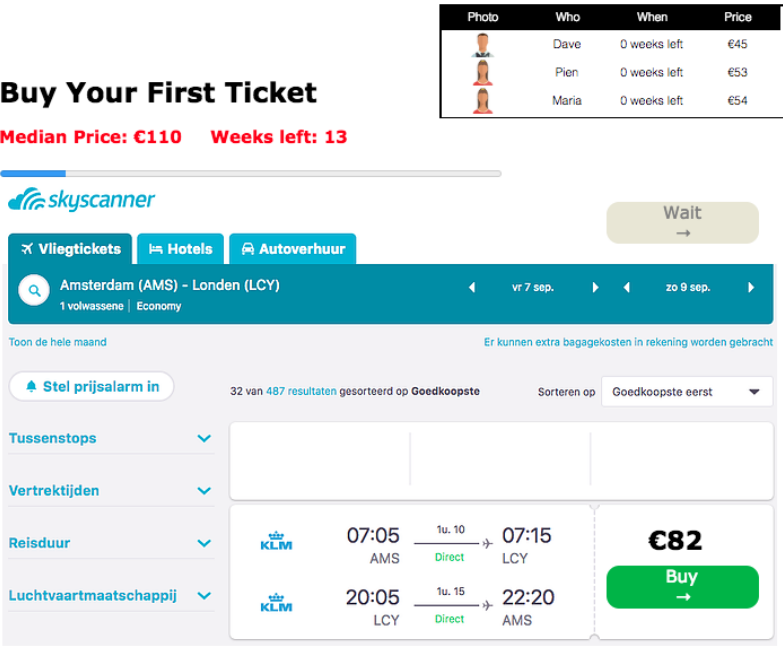 Photo Who When Price
Dave 0 weeks left €45
Pien 0 weeks left €53
Maria 0 weeks left €54
Buy Your First Ticket
Median Price: €110 Weeks left: 13
skyscanner
Wait
→
Vliegtickets Hotels Autoverhuur
Amsterdam (AMS) - Londen (LCY)
1 volwassene | Economy
vr 7 sep. zo 9 sep.
Toon de hele maand Er kunnen extra bagagekosten in rekening worden gebracht
Stel prijsalarm in
32 van 487 resultaten gesorteerd op Goedkoopste Sorteren op Goedkoopste eerst
Tussenstops
Vertrektijden
Reisduur
Luchtvaartmaatschappij
KLM 07:05 1u. 10 07:15
AMS Direct LCY
€82
Buy
→
KLM 20:05 1u. 15 22:20
LCY Direct AMS